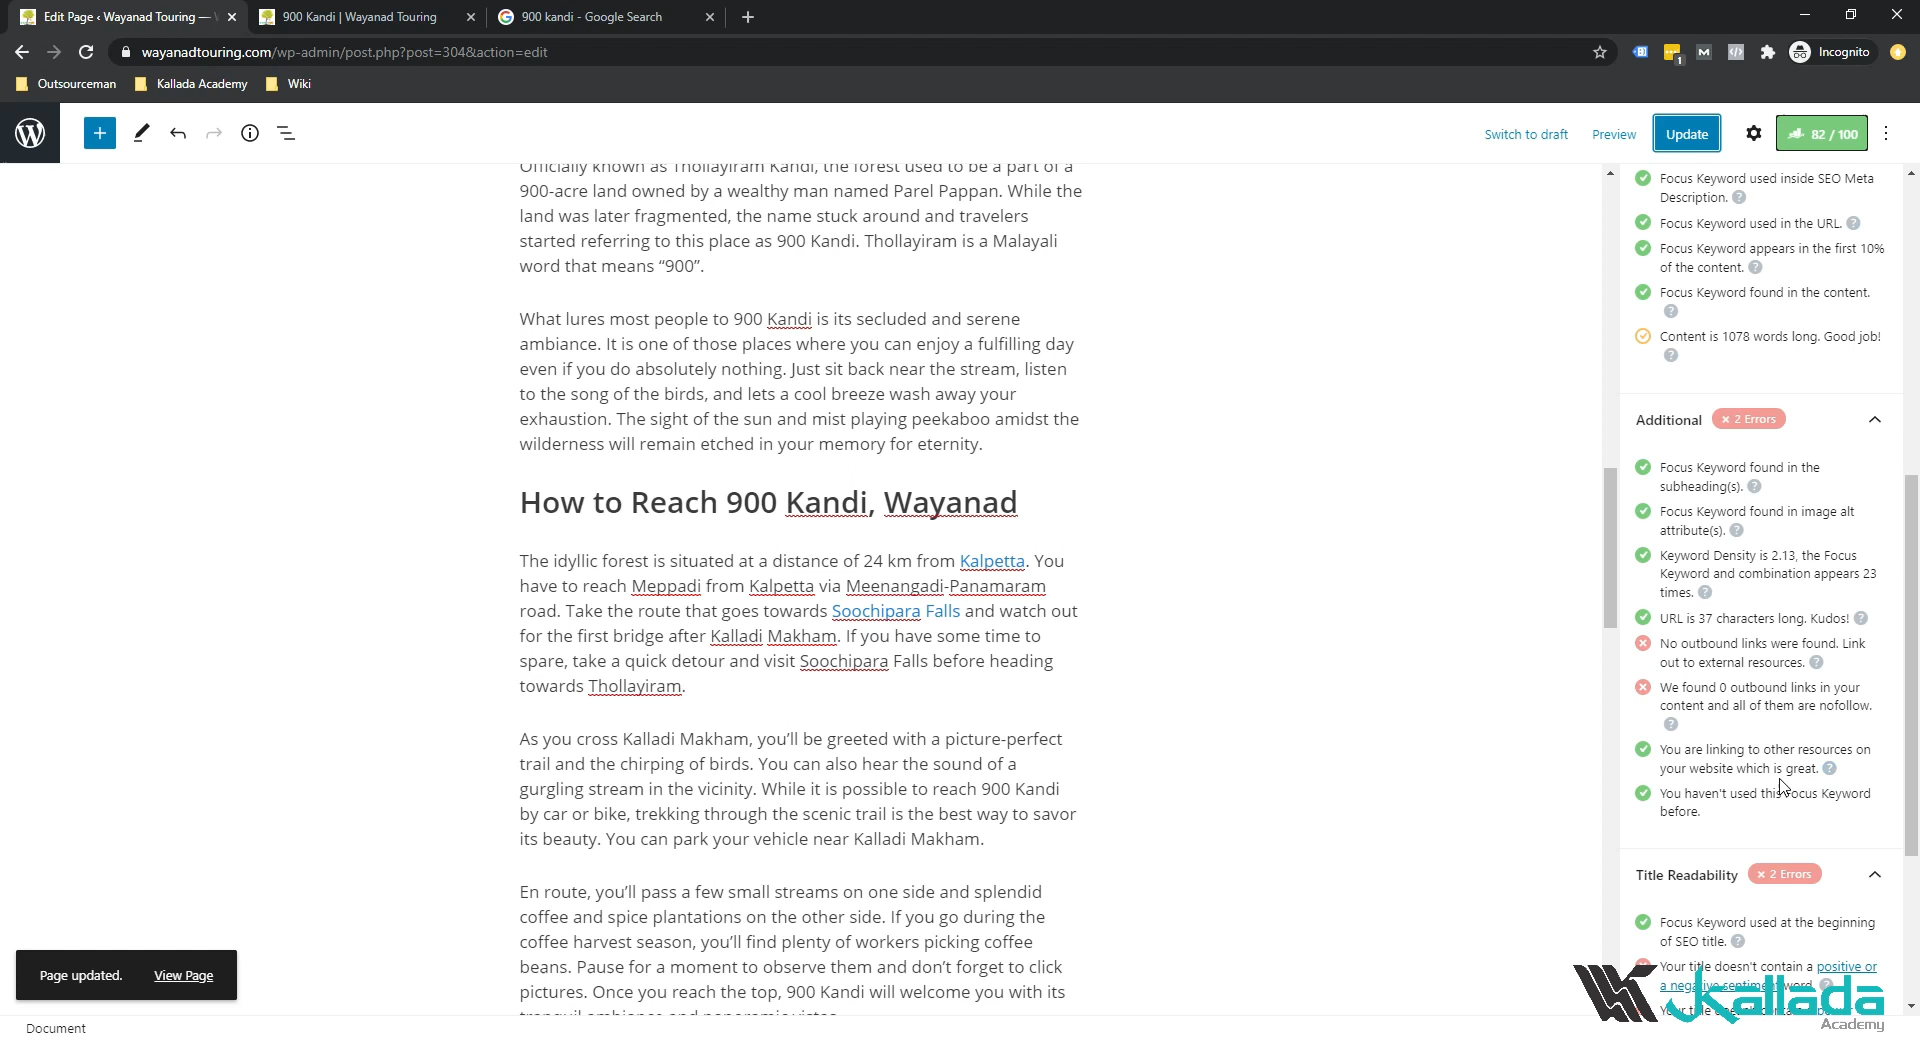 Edit Page ‹ Wayanad Touring —
900 Kandi | Wayanad Touring
900 kandi - Google Search
wayanadtouring.com/wp-admin/post.php?post=304&action=edit
1
Incognito
Outsourceman
Kallada Academy
Wiki
Switch to draft
Preview
Update
82 / 100
Officially known as Thollayiram Kandi, the forest used to be a part of a
900-acre land owned by a wealthy man named Parel Pappan. While the
land was later fragmented, the name stuck around and travelers
started referring to this place as 900 Kandi. Thollayiram is a Malayali
word that means “900”.
What lures most people to 900 Kandi is its secluded and serene
ambiance. It is one of those places where you can enjoy a fulfilling day
even if you do absolutely nothing. Just sit back near the stream, listen
to the song of the birds, and lets a cool breeze wash away your
exhaustion. The sight of the sun and mist playing peekaboo amidst the
wilderness will remain etched in your memory for eternity.
How to Reach 900 Kandi, Wayanad
The idyllic forest is situated at a distance of 24 km from Kalpetta. You
have to reach Meppadi from Kalpetta via Meenangadi-Panamaram
road. Take the route that goes towards Soochipara Falls and watch out
for the first bridge after Kalladi Makham. If you have some time to
spare, take a quick detour and visit Soochipara Falls before heading
towards Thollayiram.
As you cross Kalladi Makham, you’ll be greeted with a picture-perfect
trail and the chirping of birds. You can also hear the sound of a
gurgling stream in the vicinity. While it is possible to reach 900 Kandi
by car or bike, trekking through the scenic trail is the best way to savor
its beauty. You can park your vehicle near Kalladi Makham.
En route, you’ll pass a few small streams on one side and splendid
coffee and spice plantations on the other side. If you go during the
coffee harvest season, you’ll find plenty of workers picking coffee
beans. Pause for a moment to observe them and don’t forget to click
pictures. Once you reach the top, 900 Kandi will welcome you with its
Focus Keyword used inside SEO Meta
Description.
Focus Keyword used in the URL.
Focus Keyword appears in the first 10%
of the content.
Focus Keyword found in the content.
Content is 1078 words long. Good job!
Additional
× 2 Errors
Focus Keyword found in the
subheading(s).
Focus Keyword found in image alt
attribute(s).
Keyword Density is 2.13, the Focus
Keyword and combination appears 23
times.
URL is 37 characters long. Kudos!
No outbound links were found. Link
out to external resources.
We found 0 outbound links in your
content and all of them are nofollow.
You are linking to other resources on
your website which is great.
You haven't used this Focus Keyword
before.
Title Readability
× 2 Errors
Focus Keyword used at the beginning
of SEO title.
Your title doesn't contain a positive or
a negative sentiment word.
Kallada
Academy
Page updated.
View Page
Document